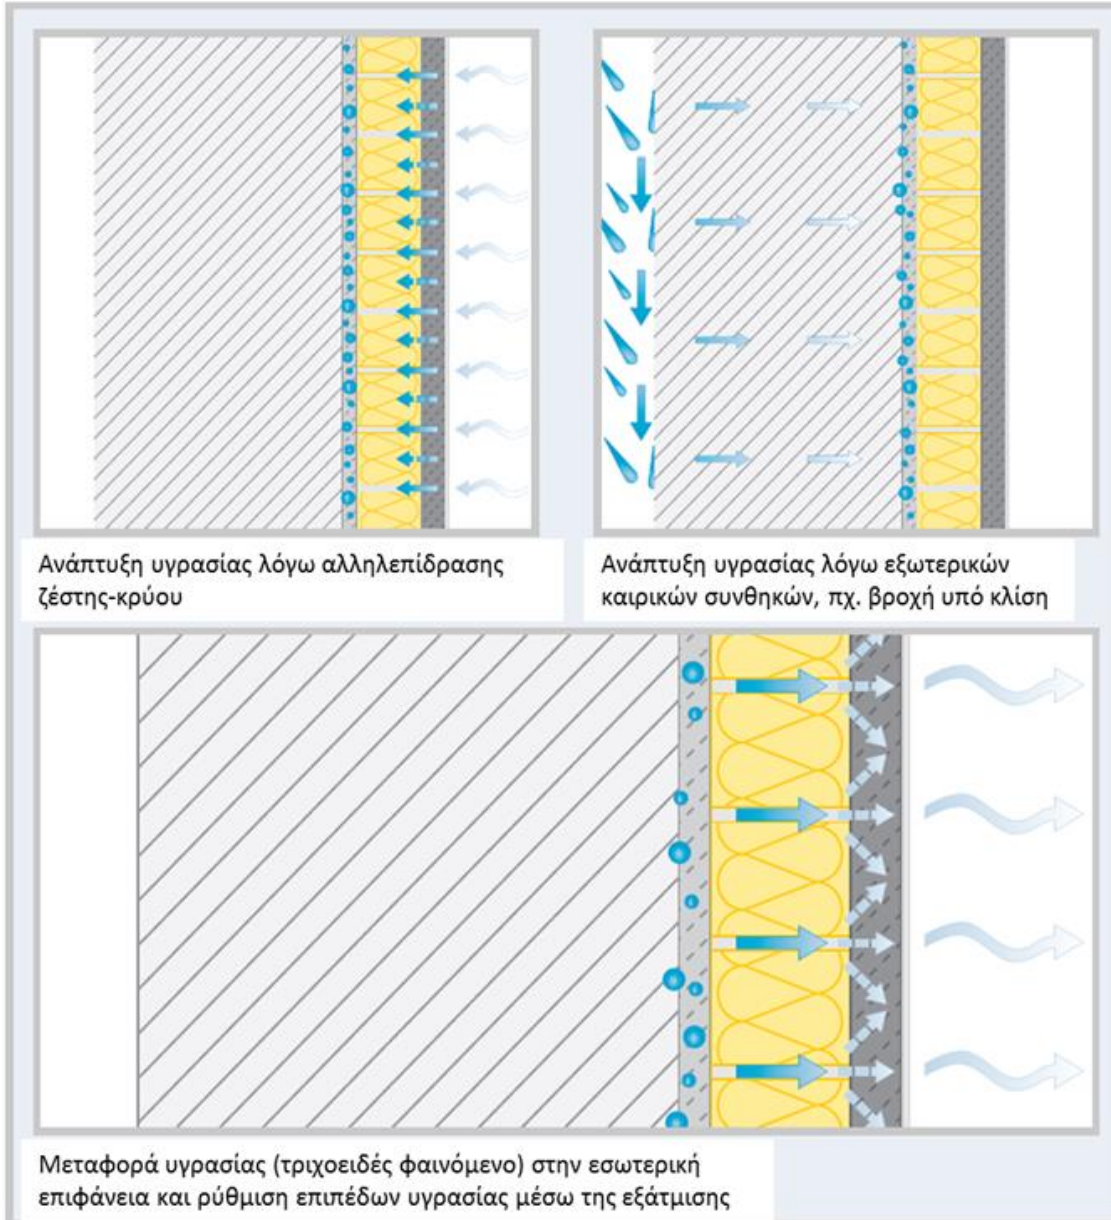 Ανάπτυξη υγρασίας λόγω αλληλεπίδρασης
ζέστης-κρύου
Ανάπτυξη υγρασίας λόγω εξωτερικών
καιρικών συνθηκών, πχ. βροχή υπό κλίση
Μεταφορά υγρασίας (τριχοειδές φαινόμενο) στην εσωτερική
επιφάνεια και ρύθμιση επιπέδων υγρασίας μέσω της εξάτμισης